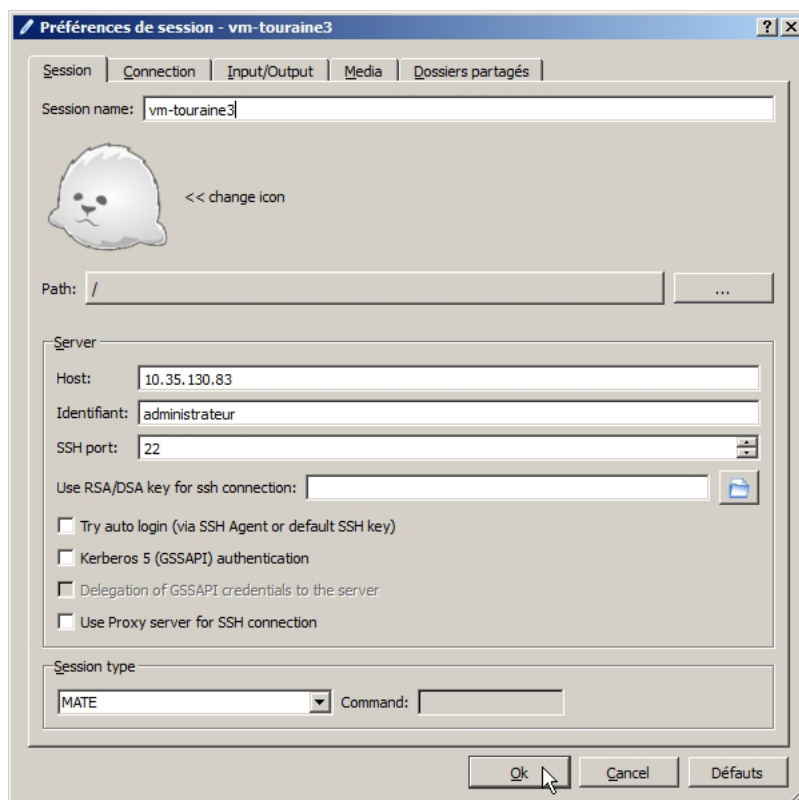 Préférences de session - vm-touraine3
Session Connection Input/Output Media Dossiers partagés
Session name: vm-touraine3
<< change icon
Path: / ...
Server
Host: 10.35.130.83
Identifiant: administrateur
SSH port: 22
Use RSA/DSA key for ssh connection:
Try auto login (via SSH Agent or default SSH key)
Kerberos 5 (GSSAPI) authentication
Delegation of GSSAPI credentials to the server
Use Proxy server for SSH connection
Session type
MATE Command:
Ok Cancel Défauts